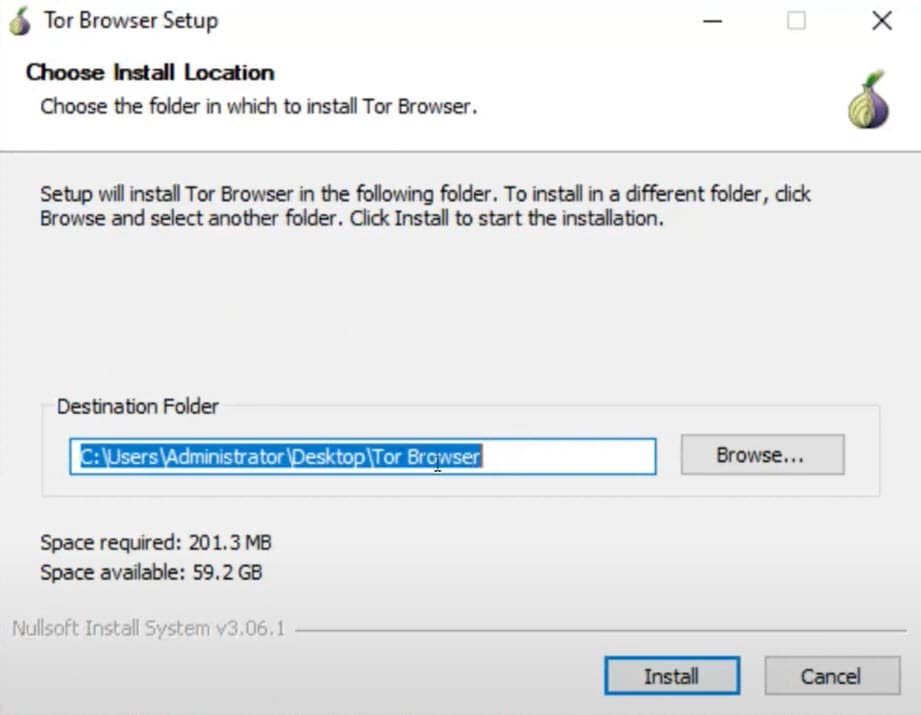 Tor Browser Setup
Choose Install Location
Choose the folder in which to install Tor Browser.
Setup will install Tor Browser in the following folder. To install in a different folder, click
Browse and select another folder. Click Install to start the installation.
Destination Folder
C:\Users\Administrator\Desktop\Tor Browser
Browse...
Space required: 201.3 MB
Space available: 59.2 GB
Nullsoft Install System v3.06.1
Install
Cancel